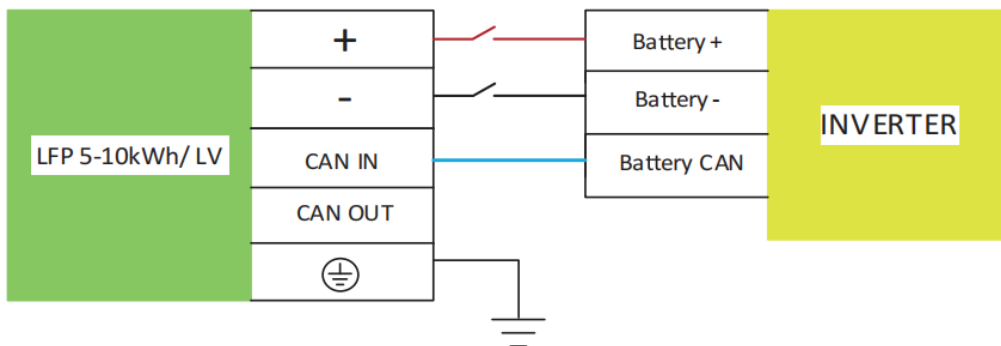 +
Battery +
-
Battery -
INVERTER
LFP 5-10kWh/ LV
CAN IN
Battery CAN
CAN OUT